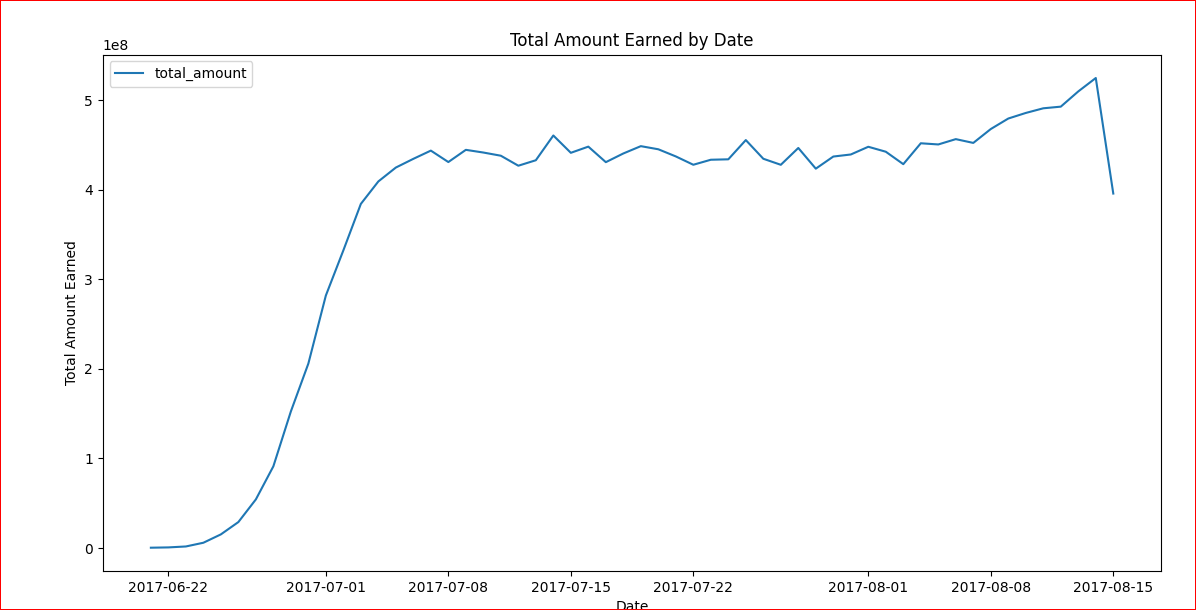 Total Amount Earned by Date
1e8
total_amount
5
4
3
2
1
0
Total Amount Earned
2017-06-22 2017-07-01 2017-07-08 2017-07-15 2017-07-22 2017-08-01 2017-08-08 2017-08-15
Date